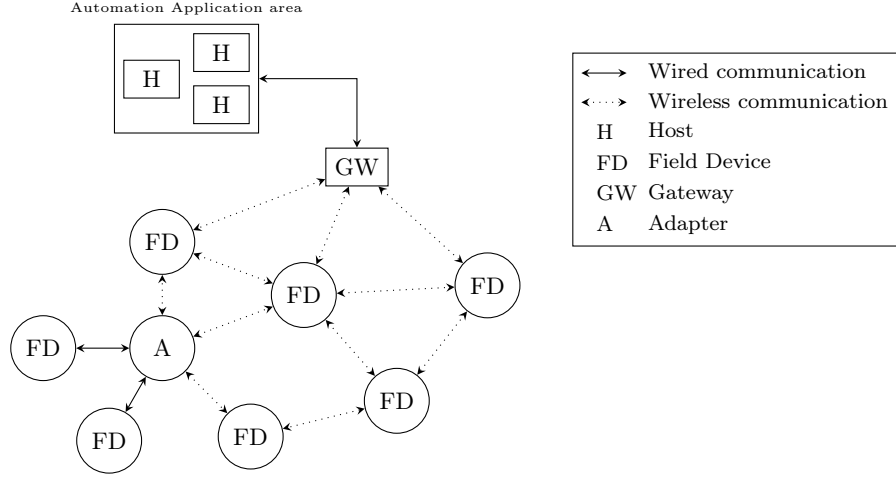 Automation Application area
H
H
H
GW
FD
FD
FD
FD
A
FD
FD
FD
Wired communication
Wireless communication
H Host
FD Field Device
GW Gateway
A Adapter